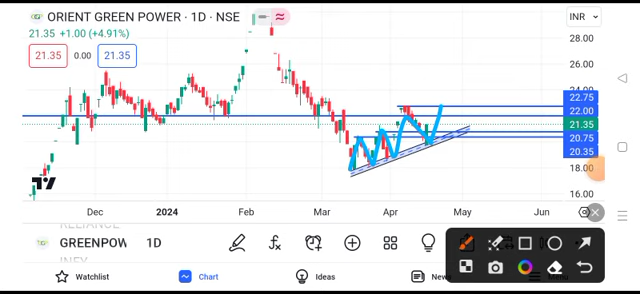 ORIENT GREEN POWER · 1D · NSE
INR
21.35 +1.00 (+4.91%)
21.35 0.00 21.35
28.00
26.00
24.00
22.75
22.00
21.35
20.75
20.35
18.00
16.00
Dec 2024 Feb Mar Apr May Jun
GREENPOW 1D
Watchlist Chart Ideas News